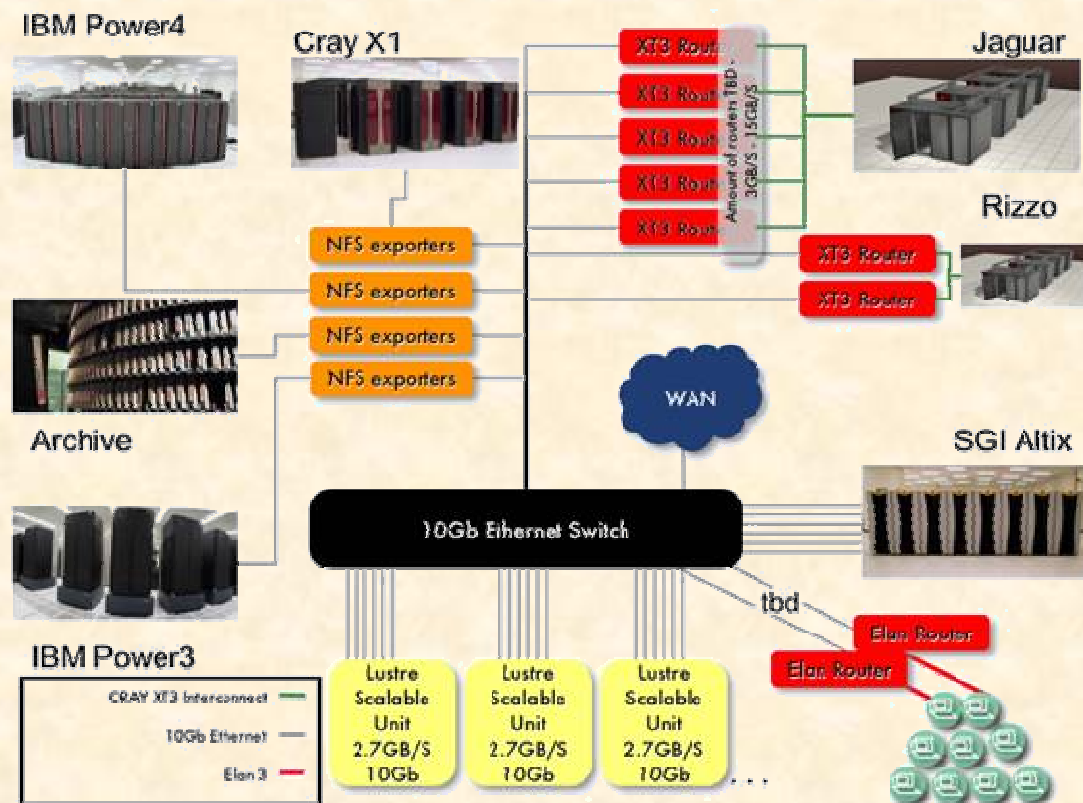 IBM Power4
Cray X1
Jaguar
XT3 Router
XT3 Router
XT3 Router
XT3 Router
XT3 Router
Amount of routers TBD -
3GB/S - 15GB/S
Rizzo
XT3 Router
XT3 Router
NFS exporters
NFS exporters
NFS exporters
NFS exporters
Archive
WAN
SGI Altix
10Gb Ethernet Switch
tbd
Elan Router
Elan Router
IBM Power3
CRAY XT3 Interconnect
10Gb Ethernet
Elan 3
Lustre
Scalable
Unit
2.7GB/S
10Gb
Lustre
Scalable
Unit
2.7GB/S
10Gb
Lustre
Scalable
Unit
2.7GB/S
10Gb
...